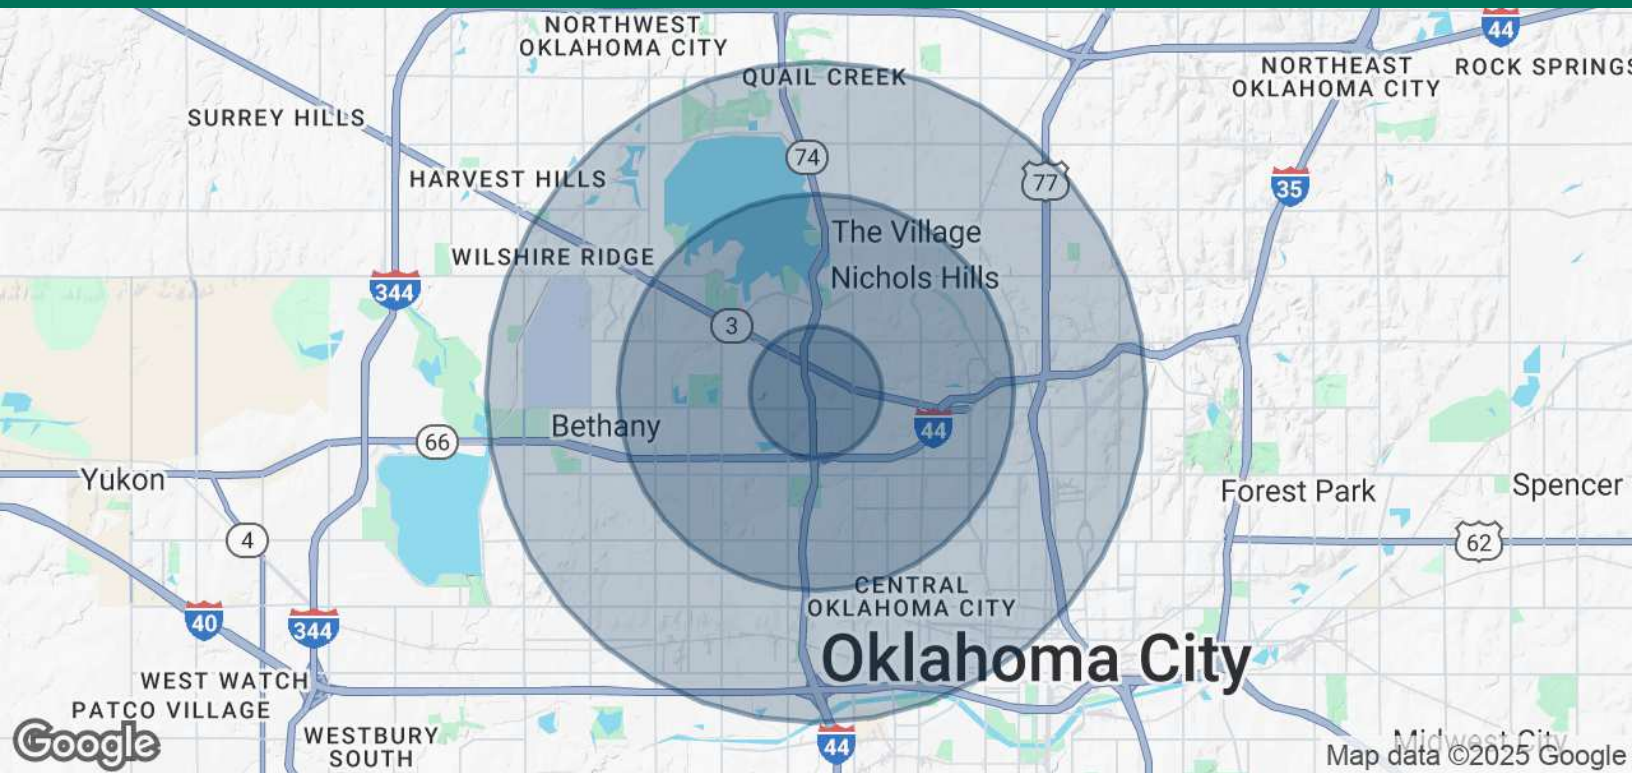 NORTHWEST
OKLAHOMA CITY
QUAIL CREEK
44
NORTHEAST
OKLAHOMA CITY
ROCK SPRINGS
SURREY HILLS
74
HARVEST HILLS
77
35
The Village
WILSHIRE RIDGE
Nichols Hills
344
3
Bethany
44
66
Yukon
Forest Park
Spencer
4
62
CENTRAL
OKLAHOMA CITY
40
344
Oklahoma City
WEST WATCH
PATCO VILLAGE
WESTBURY
SOUTH
44
Midwest City
Google
Map data ©2025 Google